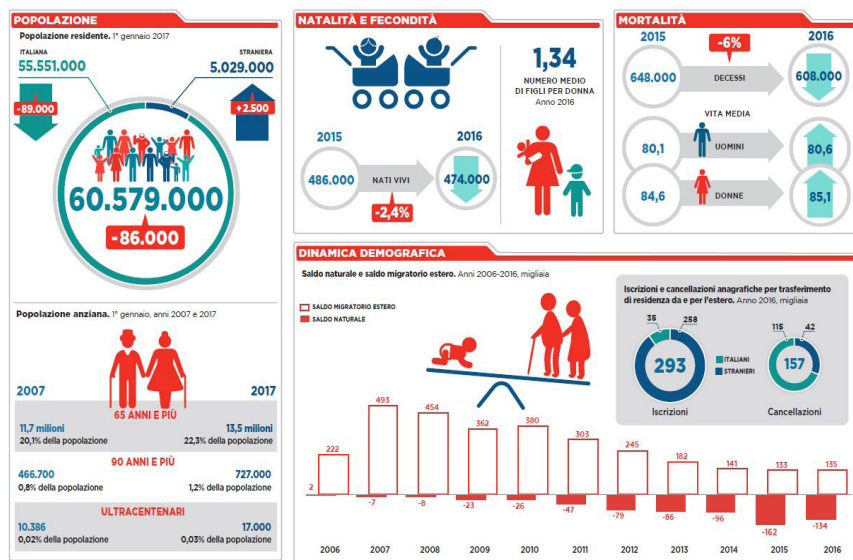 POPOLAZIONE
Popolazione residente. 1° gennaio 2017
ITALIANA
55.551.000
STRANIERA
5.029.000
-89.000
+2.500
60.579.000
-86.000
Popolazione anziana. 1° gennaio, anni 2007 e 2017
2007
2017
65 ANNI E PIÙ
11,7 milioni
13,5 milioni
20,1% della popolazione
22,3% della popolazione
90 ANNI E PIÙ
466.700
727.000
0,8% della popolazione
1,2% della popolazione
ULTRACENTENARI
10.386
17.000
0,02% della popolazione
0,03% della popolazione
NATALITÀ E FECONDITÀ
1,34
NUMERO MEDIO
DI FIGLI PER DONNA
Anno 2016
2015
2016
486.000
NATI VIVI
474.000
-2,4%
MORTALITÀ
2015
-6%
2016
648.000
DECESSI
608.000
VITA MEDIA
80,1
UOMINI
80,6
84,6
DONNE
85,1
DINAMICA DEMOGRAFICA
Saldo naturale e saldo migratorio estero. Anni 2006-2016, migliaia
SALDO MIGRATORIO ESTERO
SALDO NATURALE
222
493
454
362
380
303
245
182
141
133
135
2
-7
-8
-23
-26
-47
-79
-86
-96
-162
-134
2006
2007
2008
2009
2010
2011
2012
2013
2014
2015
2016
Iscrizioni e cancellazioni anagrafiche per trasferimento
di residenza da e per l'estero. Anno 2016, migliaia
35
258
293
Iscrizioni
ITALIANI
STRANIERI
115
42
157
Cancellazioni